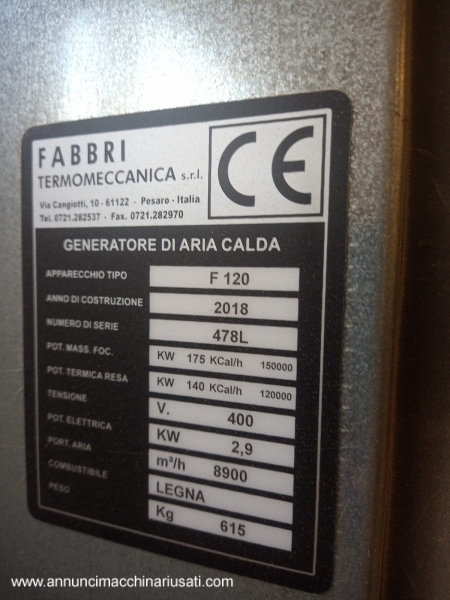 FABBRI
TERMOMECCANICA s.r.l.
Via Cangiotti, 10 - 61122 - Pesaro - Italia
Tel. 0721.282537 - Fax. 0721.282970
CE
GENERATORE DI ARIA CALDA
APPARECCHIO TIPO F 120
ANNO DI COSTRUZIONE 2018
NUMERO DI SERIE 478L
POT. MASS. FOC. KW 175 KCal/h 150000
POT. TERMICA RESA KW 140 KCal/h 120000
TENSIONE V. 400
POT. ELETTRICA KW 2,9
PORT. ARIA m³/h 8900
COMBUSTIBILE LEGNA
PESO Kg 615
www.annuncimacchinariusati.com